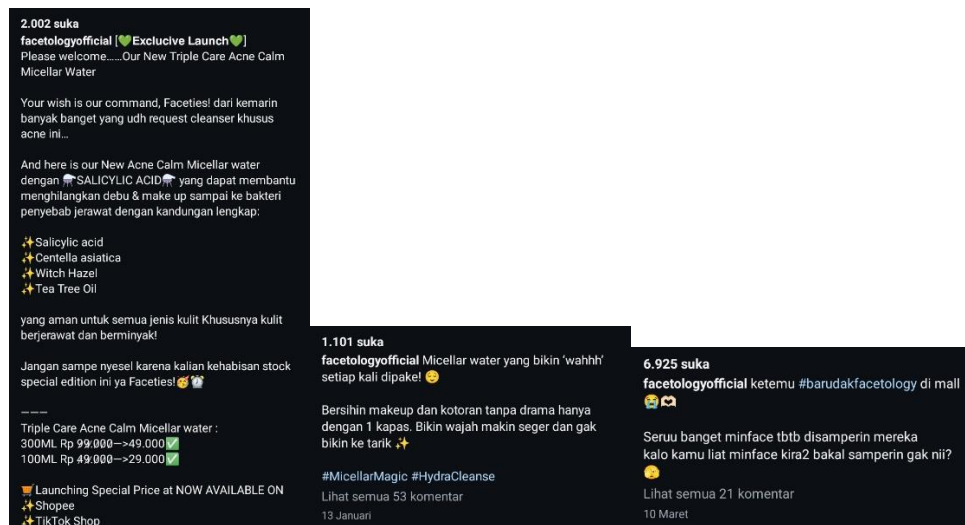 2.002 suka
facetologyofficial [💚Exclucive Launch💚]
Please welcome......Our New Triple Care Acne Calm
Micellar Water
Your wish is our command, Faceties! dari kemarin
banyak banget yang udh request cleanser khusus
acne ini...
And here is our New Acne Calm Micellar water
dengan ⚗️SALICYLIC ACID⚗️ yang dapat membantu
menghilangkan debu & make up sampai ke bakteri
penyebab jerawat dengan kandungan lengkap:
✨Salicylic acid
✨Centella asiatica
✨Witch Hazel
✨Tea Tree Oil
yang aman untuk semua jenis kulit Khususnya kulit
berjerawat dan berminyak!
Jangan sampe nyesel karena kalian kehabisan stock
special edition ini ya Faceties!🥳⏰
———
Triple Care Acne Calm Micellar water :
300ML Rp 99.000—>49.000✅
100ML Rp 49.000—>29.000✅
🛒Launching Special Price at NOW AVAILABLE ON
✨Shopee
✨TikTok Shop
1.101 suka
facetologyofficial Micellar water yang bikin 'wahhh'
setiap kali dipake! 😌
Bersihin makeup dan kotoran tanpa drama hanya
dengan 1 kapas. Bikin wajah makin seger dan gak
bikin ke tarik ✨
#MicellarMagic #HydraCleanse
Lihat semua 53 komentar
13 Januari
6.925 suka
facetologyofficial ketemu #barudakfacetology di mall
😭🫶🏻
Seruu banget minface tbtb disamperin mereka
kalo kamu liat minface kira2 bakal samperin gak nii?
🫣
Lihat semua 21 komentar
10 Maret